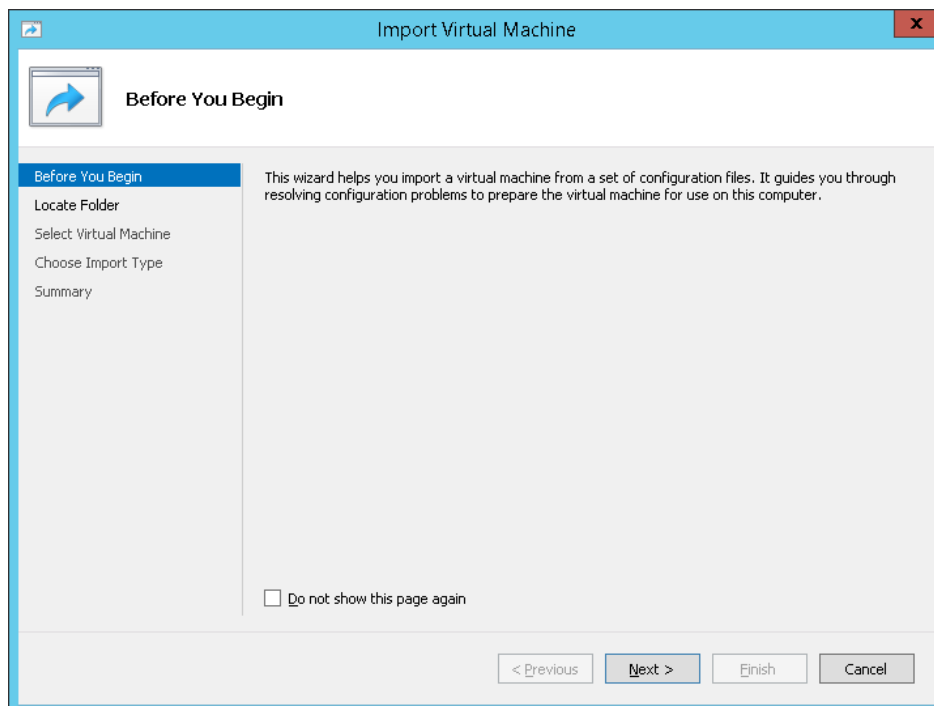 Import Virtual Machine
x
Before You Begin
Before You Begin
Locate Folder
Select Virtual Machine
Choose Import Type
Summary
This wizard helps you import a virtual machine from a set of configuration files. It guides you through
resolving configuration problems to prepare the virtual machine for use on this computer.
Do not show this page again
< Previous
Next >
Finish
Cancel